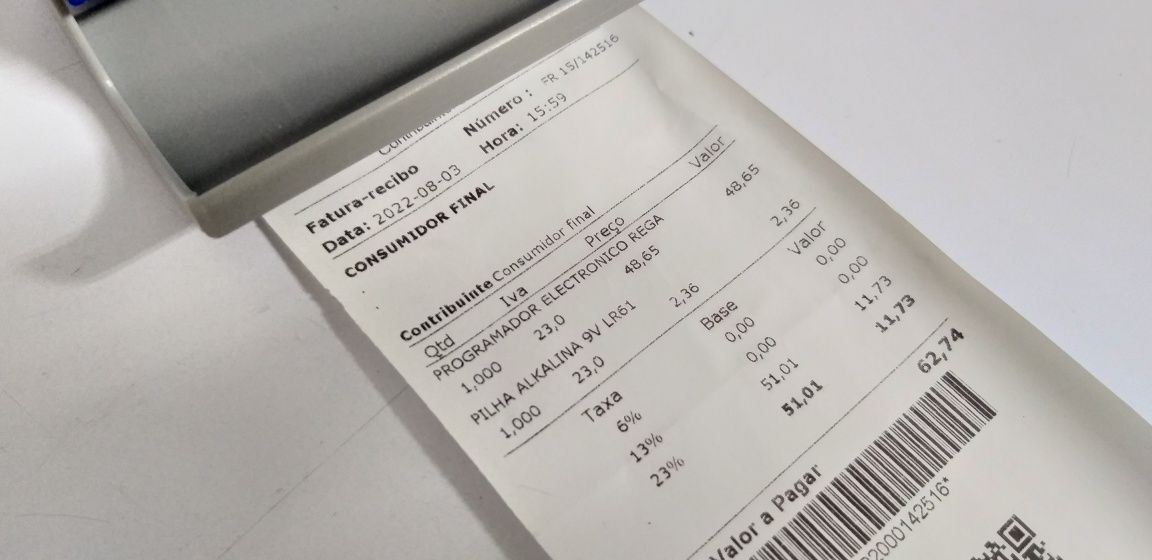 Fatura-recibo Número : FR 15/142516
Data: 2022-08-03 Hora: 15:59
CONSUMIDOR FINAL
Contribuinte Consumidor final
Qtd Iva Preço Valor
PROGRAMADOR ELECTRONICO REGA
1,000 23,0 48,65 48,65
PILHA ALKALINA 9V LR61
1,000 23,0 2,36 2,36
Taxa Base Valor
6% 0,00 0,00
13% 0,00 0,00
23% 51,01 11,73
51,01 11,73
Valor a Pagar 62,74